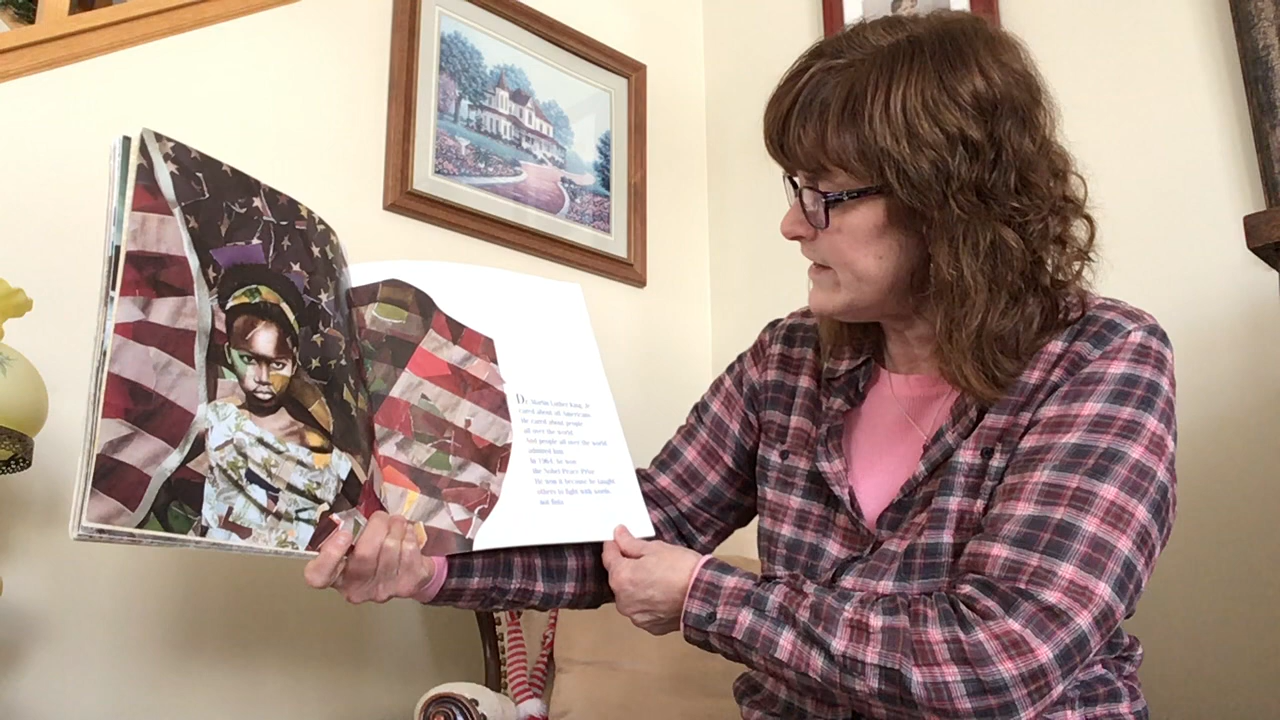 Dr. Martin Luther King, Jr.
cared about all Americans.
He cared about people
all over the world.
And people all over the world
admired him.
In 1964, he won
the Nobel Peace Prize.
He won it because he taught
others to fight with words,
not fists.